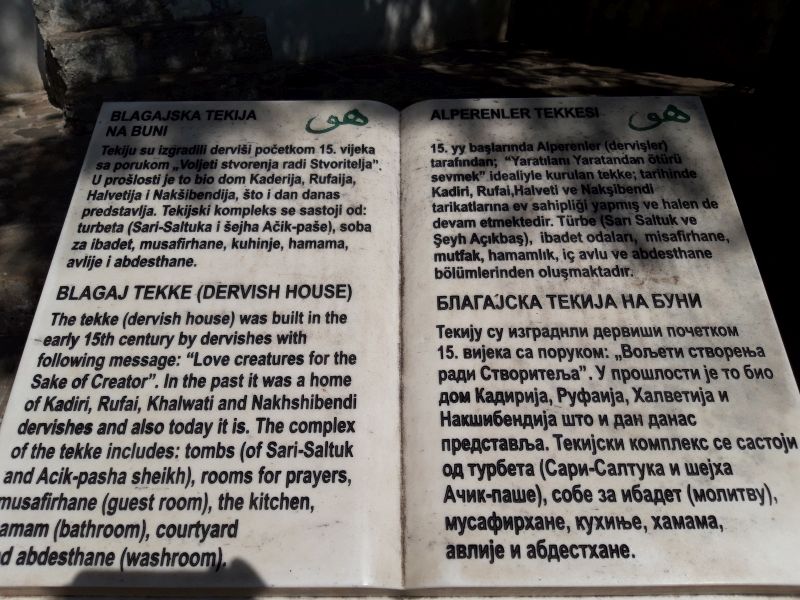 BLAGAJSKA TEKIJA
NA BUNI
هو
Tekiju su izgradili derviši početkom 15. vijeka
sa porukom „Voljeti stvorenja radi Stvoritelja”.
U prošlosti je to bio dom Kaderija, Rufaija,
Halvetija i Nakšibendija, što i dan danas
predstavlja. Tekijski kompleks se sastoji od:
turbeta (Sari-Saltuka i šejha Ačik-paše), soba
za ibadet, musafirhane, kuhinje, hamama,
avlije i abdesthane.
BLAGAJ TEKKE (DERVISH HOUSE)
The tekke (dervish house) was built in the
early 15th century by dervishes with
following message: “Love creatures for the
Sake of Creator”. In the past it was a home
of Kadiri, Rufai, Khalwati and Nakhshibendi
dervishes and also today it is. The complex
of the tekke includes: tombs (of Sari-Saltuk
and Acik-pasha sheikh), rooms for prayers,
musafirhane (guest room), the kitchen,
amam (bathroom), courtyard
d abdesthane (washroom).
ALPERENLER TEKKESI
هو
15. yy başlarında Alperenler (dervişler)
tarafından; “Yaratılanı Yaratandan ötürü
sevmek” idealiyle kurulan tekke; tarihinde
Kadiri, Rufai,Halveti ve Nakşibendi
tarikatlarına ev sahipliği yapmış ve halen de
devam etmektedir. Türbe (Sarı Saltuk ve
Şeyh Açıkbaş), ibadet odaları, misafirhane,
mutfak, hamamlık, iç avlu ve abdesthane
bölümlerinden oluşmaktadır.
БЛАГАЈСКА ТЕКИЈА НА БУНИ
Текију су изградили дервиши почетком
15. вијека са поруком: „Вољети створења
ради Створитеља”. У прошлости је то био
дом Кадирија, Руфаија, Халветија и
Накшибендија што и дан данас
представља. Текијски комплекс се састоји
од турбета (Сари-Салтука и шејха
Ачик-паше), собе за ибадет (молитву),
мусафирхане, кухиње, хамама,
авлије и абдестхане.